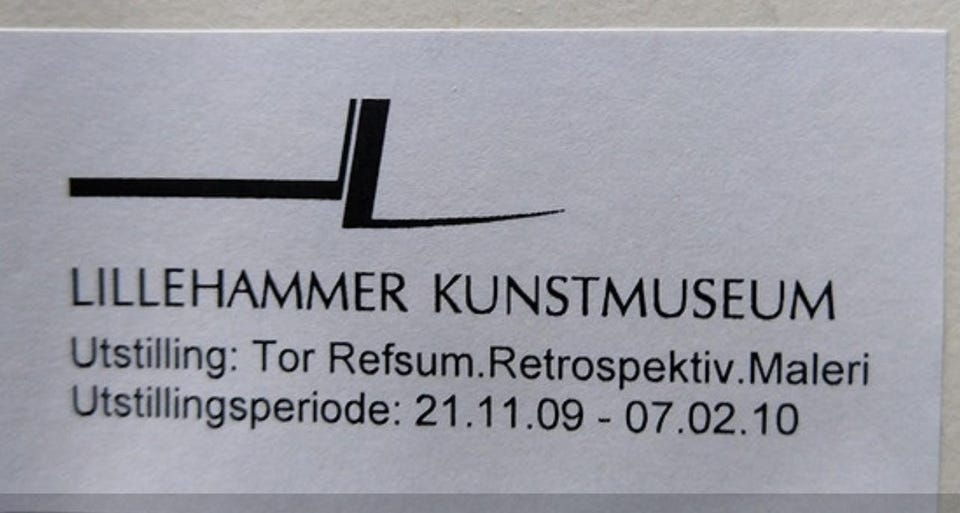 LILLEHAMMER KUNSTMUSEUM
Utstilling: Tor Refsum.Retrospektiv.Maleri
Utstillingsperiode: 21.11.09 - 07.02.10